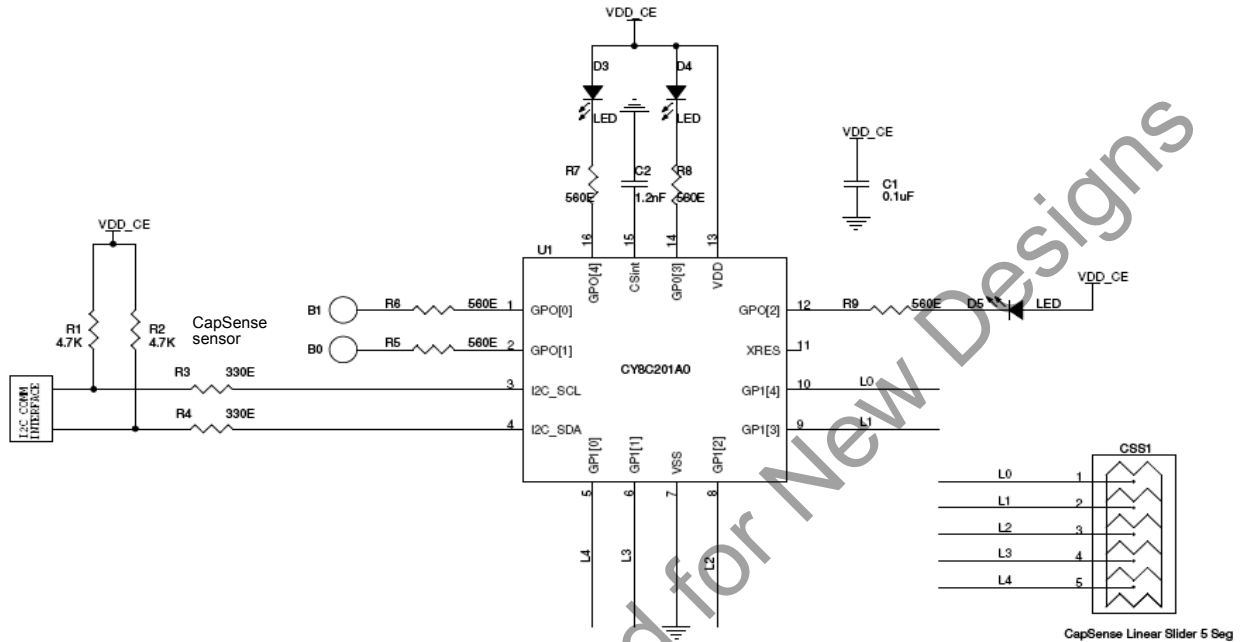 VDD_CE
D3
D4
LED
LED
VDD_CE
R7
560E
C2
1.2nF
R8
560E
C1
0.1uF
VDD_CE
16
15
14
13
U1
GPO[4]
CSint
GP0[3]
VDD
VDD_CE
B1
R6
560E
1
GPO[0]
GPO[2]
12
R9
560E
D5
LED
R1
4.7K
R2
4.7K
CapSense
sensor
B0
R5
560E
2
GPO[1]
XRES
11
CY8C201A0
R3
330E
3
I2C_SCL
GP1[4]
10
L0
I2C COMM
INTERFACE
R4
330E
4
I2C_SDA
GP1[3]
9
L1
GP1[0]
GP1[1]
VSS
GP1[2]
5
6
7
8
L4
L3
L2
CSS1
L0
1
L1
2
L2
3
L3
4
L4
5
CapSense Linear Slider 5 Seg
d for New Designs